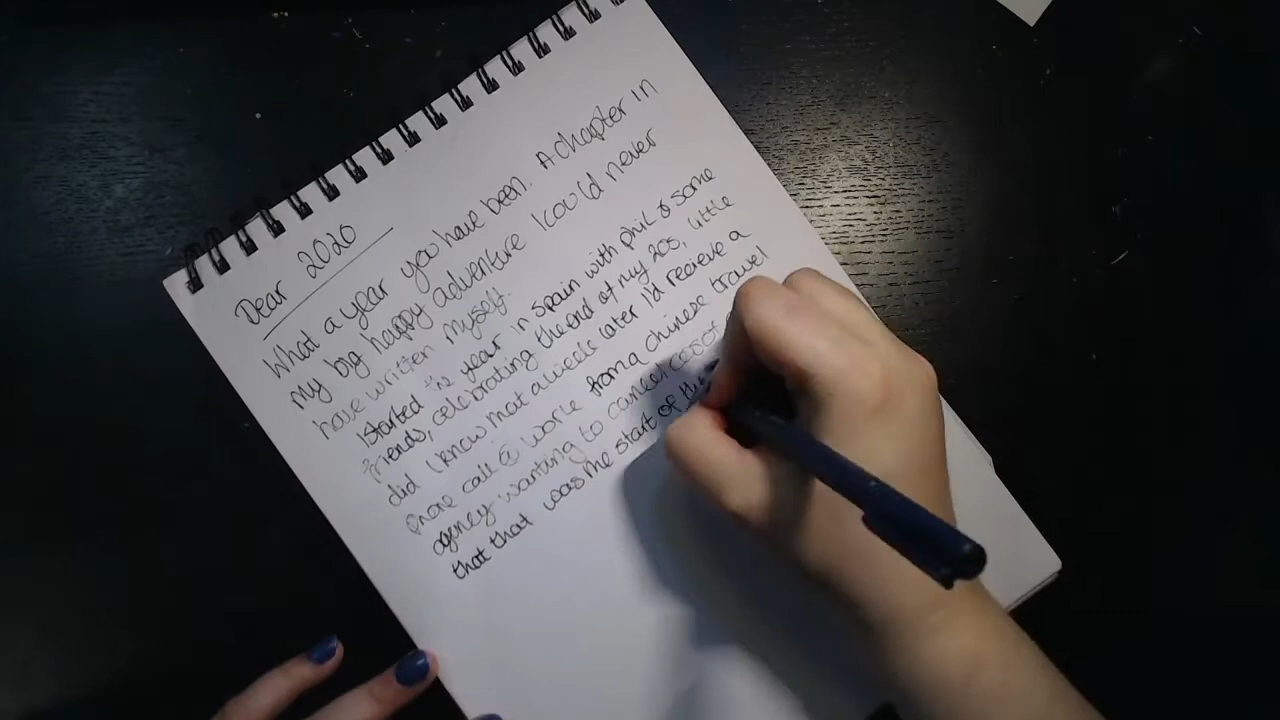 Dear 2020
What a year you have been. A chapter in
my big happy adventure I could never
have written myself.
I started the year in Spain with Phil & some
friends, celebrating the end of my 20s, little
did I know that a week later I'd recieve a
phone call @ work from a chinese travel
agency wanting to cancel
that that was the start of the